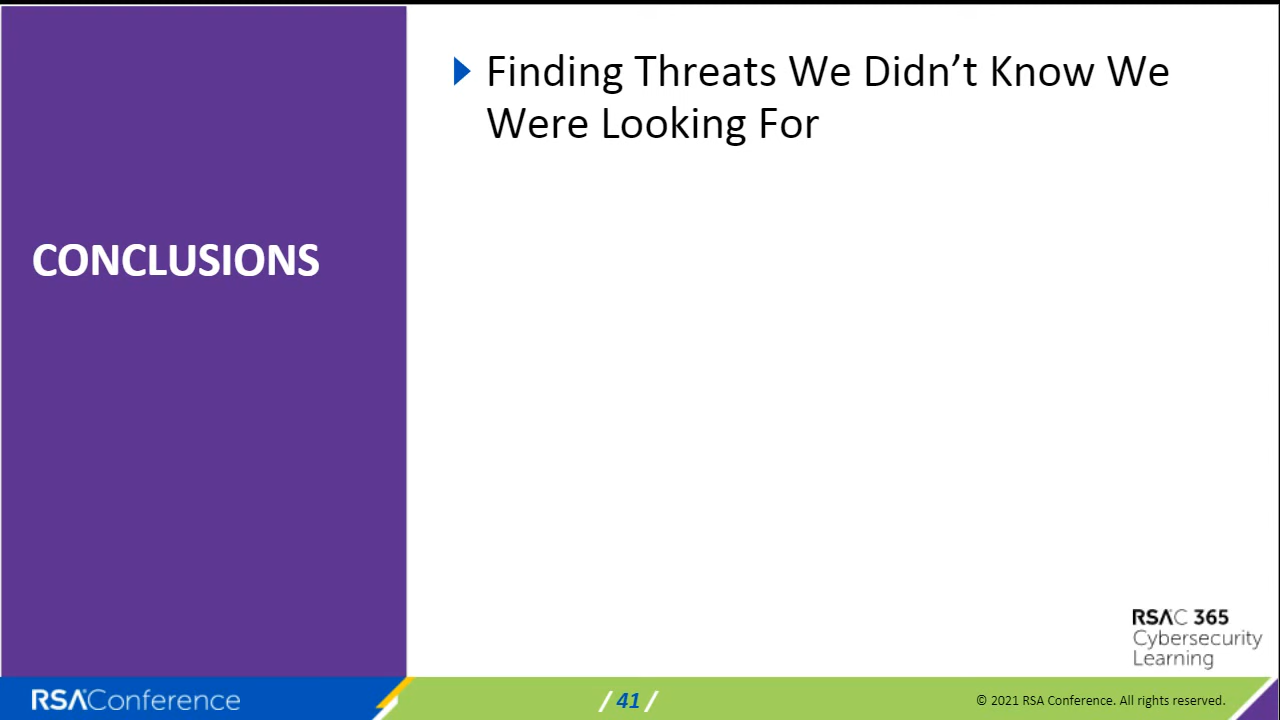 Finding Threats We Didn’t Know We
Were Looking For
CONCLUSIONS
RSAC 365
Cybersecurity
Learning
RSAConference
/ 41 /
© 2021 RSA Conference. All rights reserved.